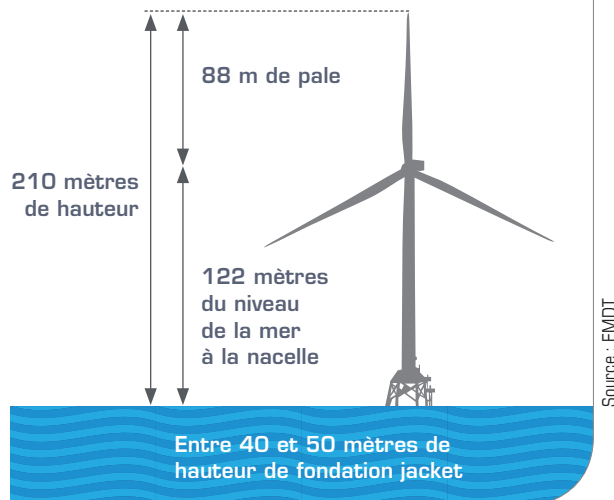 88 m de pale
210 mètres
de hauteur
122 mètres
du niveau
de la mer
à la nacelle
Entre 40 et 50 mètres de
hauteur de fondation jacket
Source : EMDT